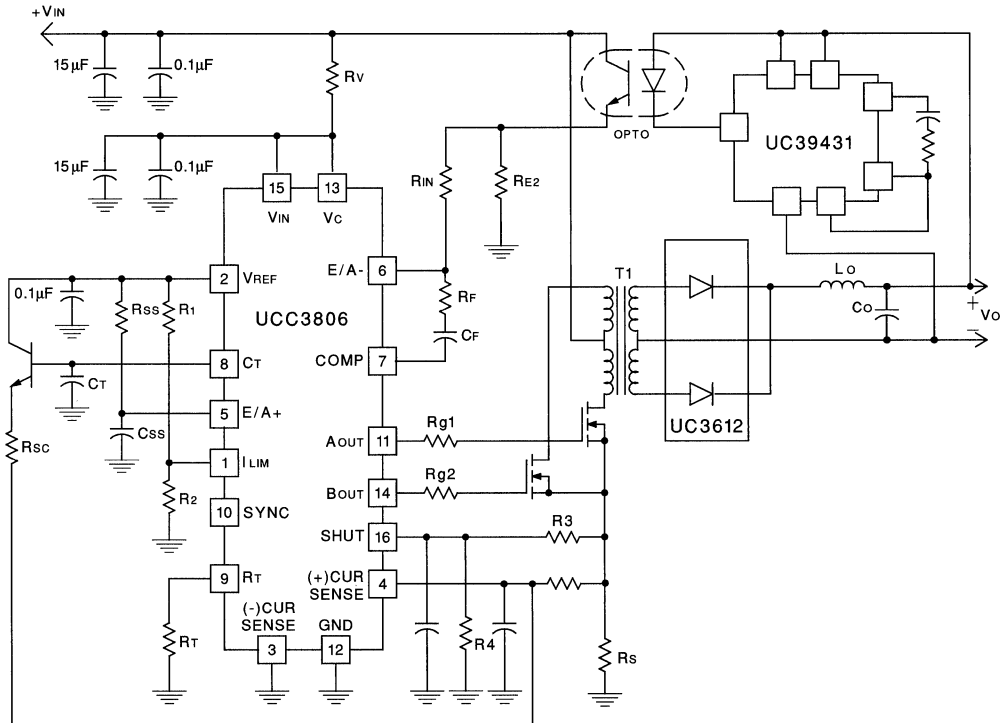 +VIN
15µF
0.1µF
RV
OPTO
UC39431
15µF
0.1µF
15
13
VIN
VC
RIN
RE2
2
VREF
E/A-
6
0.1µF
RSS
R1
UCC3806
RF
CF
T1
LO
CO
+
VO
–
8
CT
CT
COMP
7
5
E/A+
CSS
UC3612
RSC
1
ILIM
AOUT
11
Rg1
R2
BOUT
14
Rg2
10
SYNC
SHUT
16
R3
9
RT
(+)CUR
SENSE
4
RT
(-)CUR
SENSE
GND
3
12
R4
RS